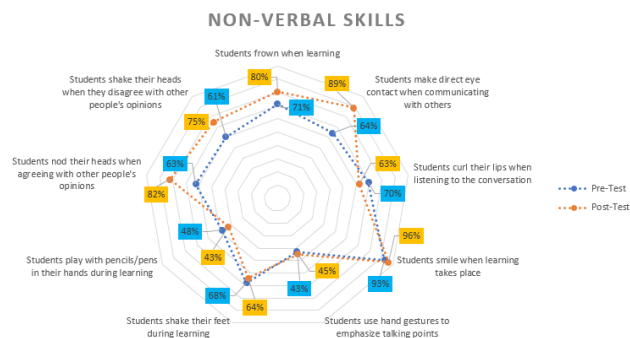 NON-VERBAL SKILLS
Students frown when learning
80%
71%
Students make direct eye
contact when communicating
with others
89%
64%
Students curl their lips when
listening to the conversation
63%
70%
Students smile when learning
takes place
96%
93%
Students use hand gestures to
emphasize talking points
45%
43%
Students shake their feet
during learning
68%
64%
Students play with pencils/pens
in their hands during learning
48%
43%
Students nod their heads when
agreeing with other people's
opinions
63%
82%
Students shake their heads
when they disagree with other
people's opinions
61%
75%
Pre-Test
Post-Test